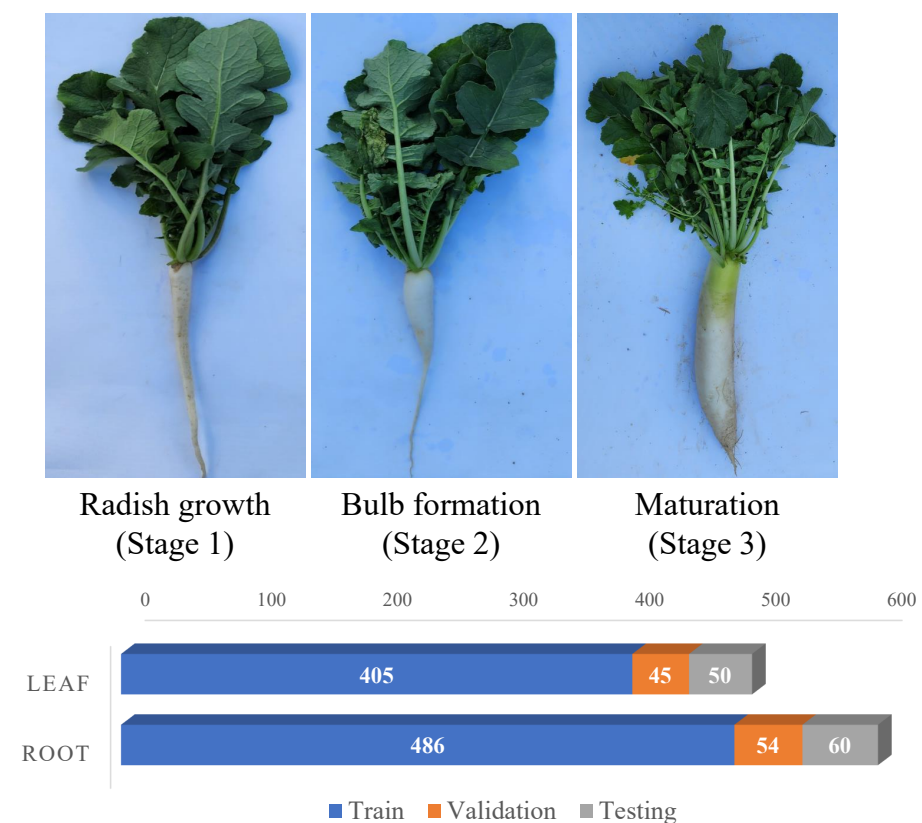 Radish growth
(Stage 1)
Bulb formation
(Stage 2)
Maturation
(Stage 3)
0 100 200 300 400 500 600
LEAF 405 45 50
ROOT 486 54 60
Train Validation Testing